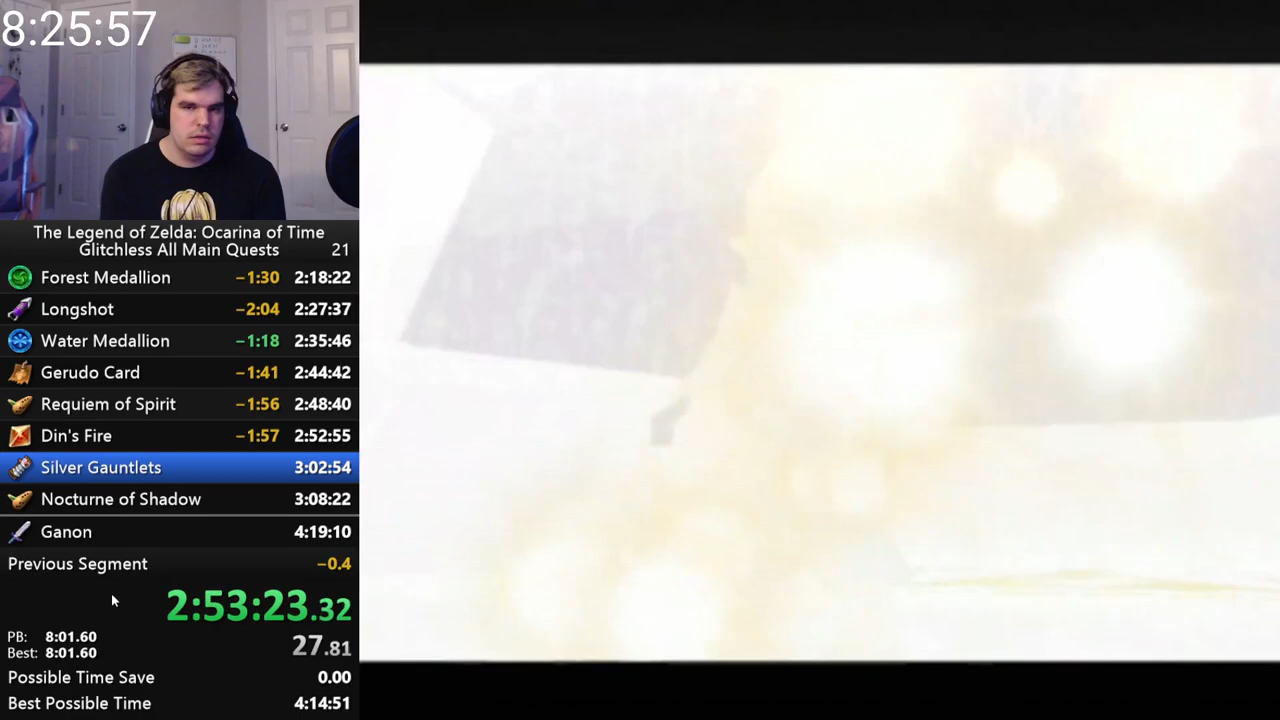 8:25:57
The Legend of Zelda: Ocarina of Time
Glitchless All Main Quests 21
Forest Medallion −1:30 2:18:22
Longshot −2:04 2:27:37
Water Medallion −1:18 2:35:46
Gerudo Card −1:41 2:44:42
Requiem of Spirit −1:56 2:48:40
Din's Fire −1:57 2:52:55
Silver Gauntlets 3:02:54
Nocturne of Shadow 3:08:22
Ganon 4:19:10
Previous Segment −0.4
2:53:23.32
PB: 8:01.60
Best: 8:01.60
27.81
Possible Time Save 0.00
Best Possible Time 4:14:51